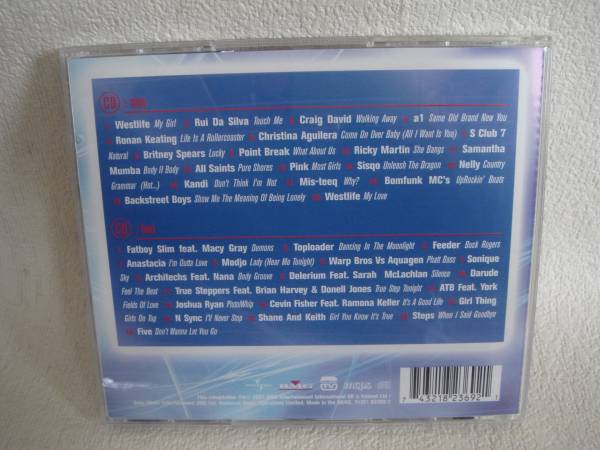 CD : ONE
Westlife My Girl Rui Da Silva Touch Me Craig David Walking Away a1 Same Old Brand New You
Ronan Keating Life Is A Rollercoaster Christina Aguilera Come On Over Baby (All I Want Is You) S Club 7
Natural Britney Spears Lucky Point Break What About Us Ricky Martin She Bangs Samantha
Mumba Body II Body All Saints Pure Shores Pink Most Girls Sisqo Unleash The Dragon Nelly Country
Grammar (Hot...) Kandi Don't Think I'm Not Mis-teeq Why? Bomfunk MC's UpRockin' Beats
Backstreet Boys Show Me The Meaning Of Being Lonely Westlife My Love
CD : TWO
Fatboy Slim feat. Macy Gray Demons Toploader Dancing In The Moonlight Feeder Buck Rogers
Anastacia I'm Outta Love Modjo Lady (Hear Me Tonight) Warp Bros Vs Aquagen Phatt Bass Sonique
Sky Architechs Feat. Nana Body Groove Delerium Feat. Sarah McLachlan Silence Darude
Feel The Beat True Steppers Feat. Brian Harvey & Donell Jones True Step Tonight ATB Feat. York
Fields Of Love Joshua Ryan PistolWhip Cevin Fisher Feat. Ramona Keller It's A Good Life Girl Thing
Girls On Top N Sync I'll Never Stop Shane And Keith Girl You Know It's True Steps When I Said Goodbye
Five Don't Wanna Let You Go
BMG TV
7 43218 23692 1